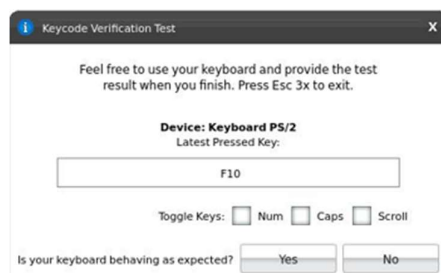 Keycode Verification Test X
Feel free to use your keyboard and provide the test
result when you finish. Press Esc 3x to exit.
Device: Keyboard PS/2
Latest Pressed Key:
F10
Toggle Keys: Num Caps Scroll
Is your keyboard behaving as expected? Yes No